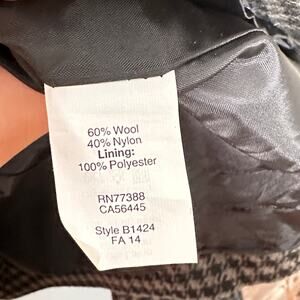 60% Wool
40% Nylon
Lining:
100% Polyester
RN77388
CA56445
Style B1424
FA 14